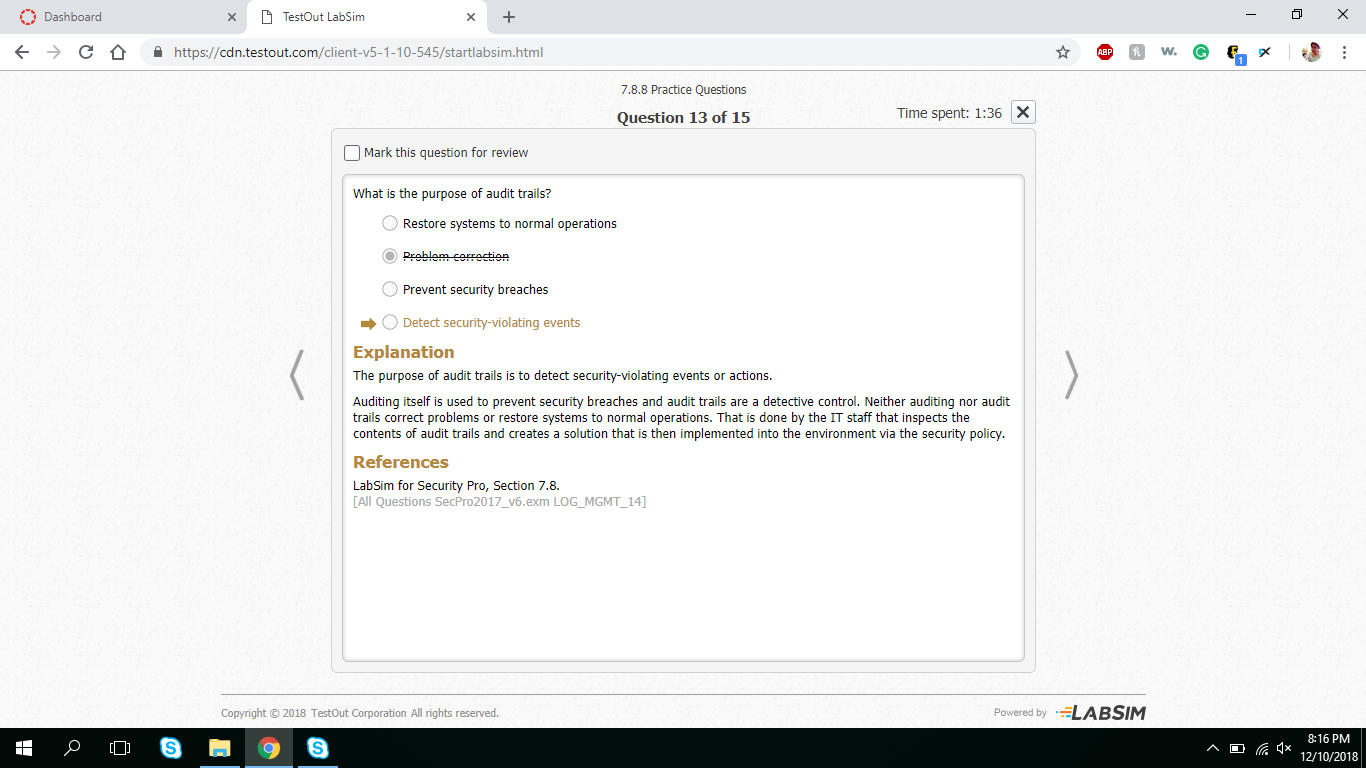 Dashboard
TestOut LabSim
https://cdn.testout.com/client-v5-1-10-545/startlabsim.html
ABP
w.
1
7.8.8 Practice Questions
Question 13 of 15
Time spent: 1:36
Mark this question for review
What is the purpose of audit trails?
Restore systems to normal operations
Problem correction
Prevent security breaches
Detect security-violating events
Explanation
The purpose of audit trails is to detect security-violating events or actions.
Auditing itself is used to prevent security breaches and audit trails are a detective control. Neither auditing nor audit
trails correct problems or restore systems to normal operations. That is done by the IT staff that inspects the
contents of audit trails and creates a solution that is then implemented into the environment via the security policy.
References
LabSim for Security Pro, Section 7.8.
[All Questions SecPro2017_v6.exm LOG_MGMT_14]
Copyright © 2018 TestOut Corporation All rights reserved.
Powered by LABSIM
8:16 PM
12/10/2018